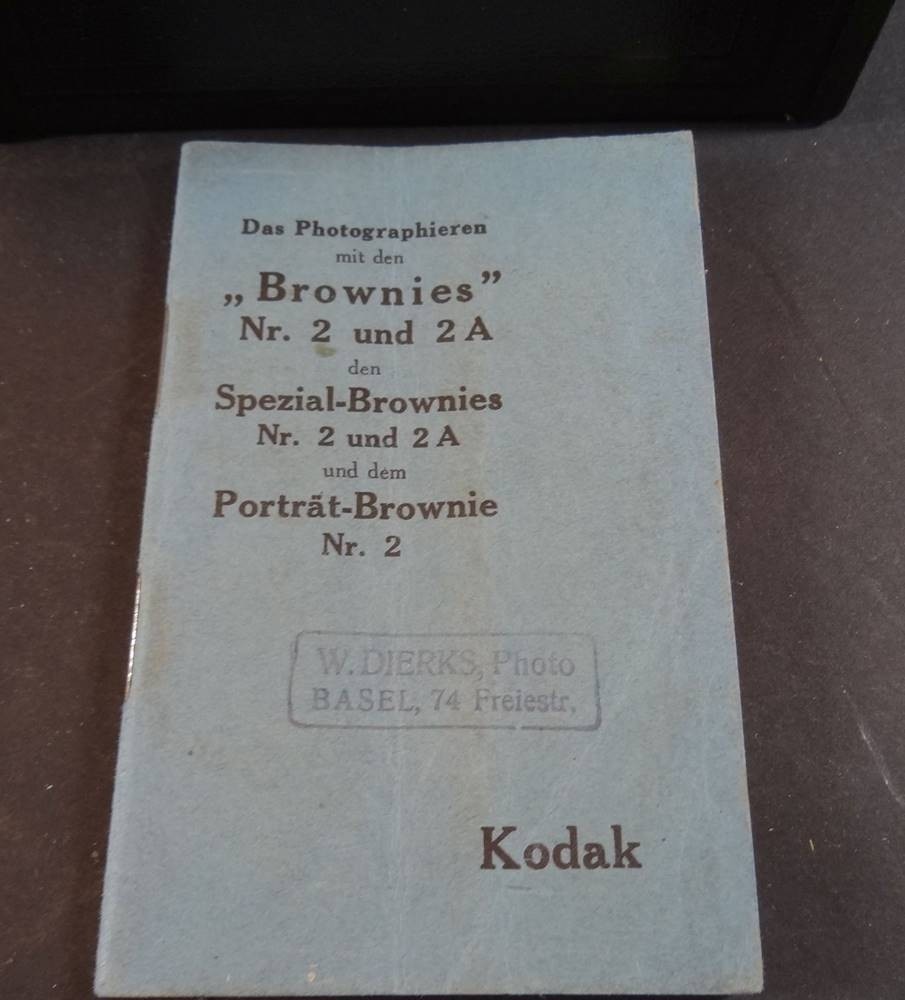 Das Photographieren
mit den
„Brownies”
Nr. 2 und 2 A
den
Spezial-Brownies
Nr. 2 und 2 A
und dem
Porträt-Brownie
Nr. 2
W. DIERKS, Photo
BASEL, 74 Freiestr.
Kodak